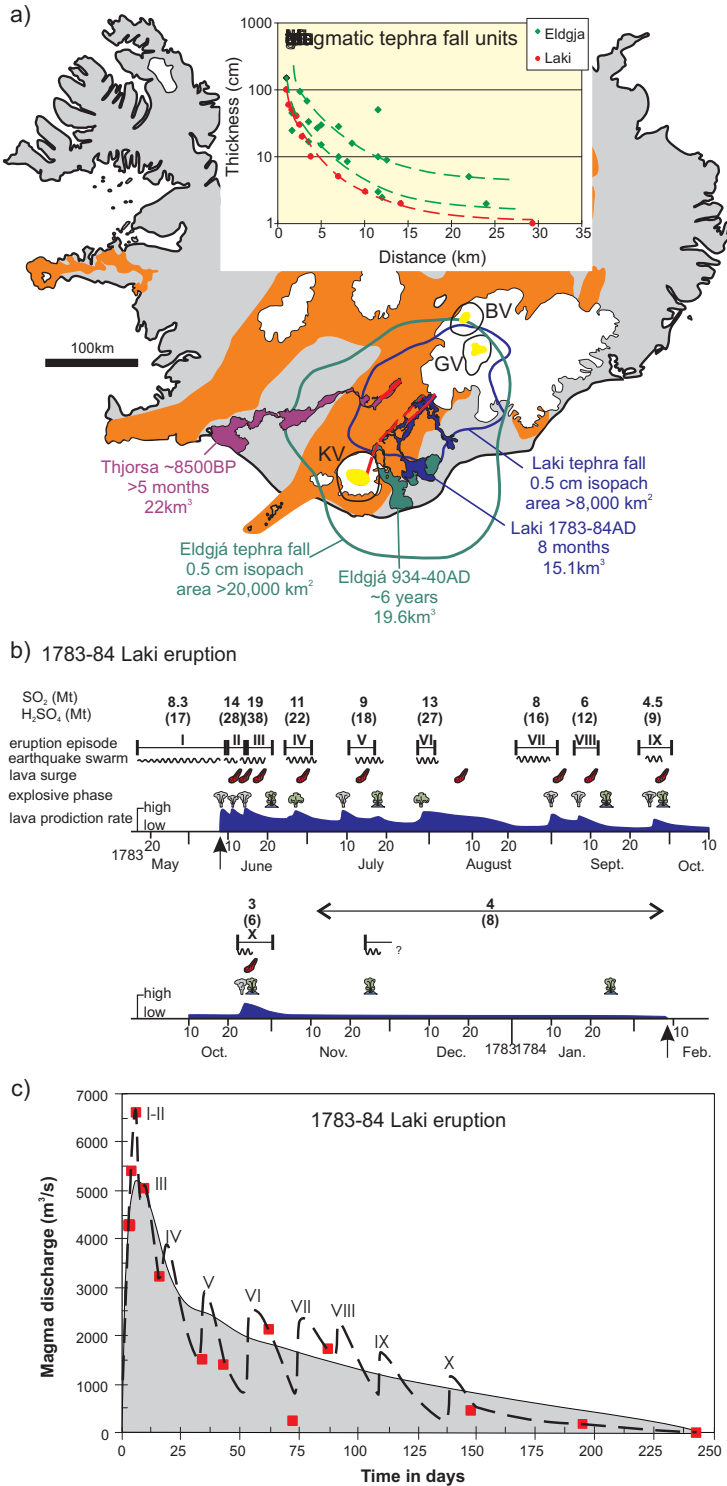 a)
magmatic tephra fall units
Eldgja
Laki
Thickness (cm)
1000
100
10
1
0 5 10 15 20 25 30 35
Distance (km)
100km
BV
GV
KV
Thjorsa ~8500BP
>5 months
22km³
Laki tephra fall
0.5 cm isopach
area >8,000 km²
Laki 1783-84AD
8 months
15.1km³
Eldgjá tephra fall
0.5 cm isopach
area >20,000 km²
Eldgjá 934-40AD
~6 years
19.6km³
b) 1783-84 Laki eruption
SO₂ (Mt) 8.3 14 19 11 9 13 8 6 4.5
H₂SO₄ (Mt) (17) (28) (38) (22) (18) (27) (16) (12) (9)
eruption episode I II III IV V VI VII VIII IX
earthquake swarm
lava surge
explosive phase
lava prodiction rate high
low
1783 20 10 20 10 20 10 20 10 20 10
May June July August Sept. Oct.
3 4
(6) (8)
X
?
high
low
10 20 10 20 10 20 10 20 10
Oct. Nov. Dec. 1783 1784 Jan. Feb.
c)
1783-84 Laki eruption
Magma discharge (m³/s)
7000
6000
5000
4000
3000
2000
1000
0
I-II
III
IV
V
VI
VII
VIII
IX
X
0 25 50 75 100 125 150 175 200 225 250
Time in days